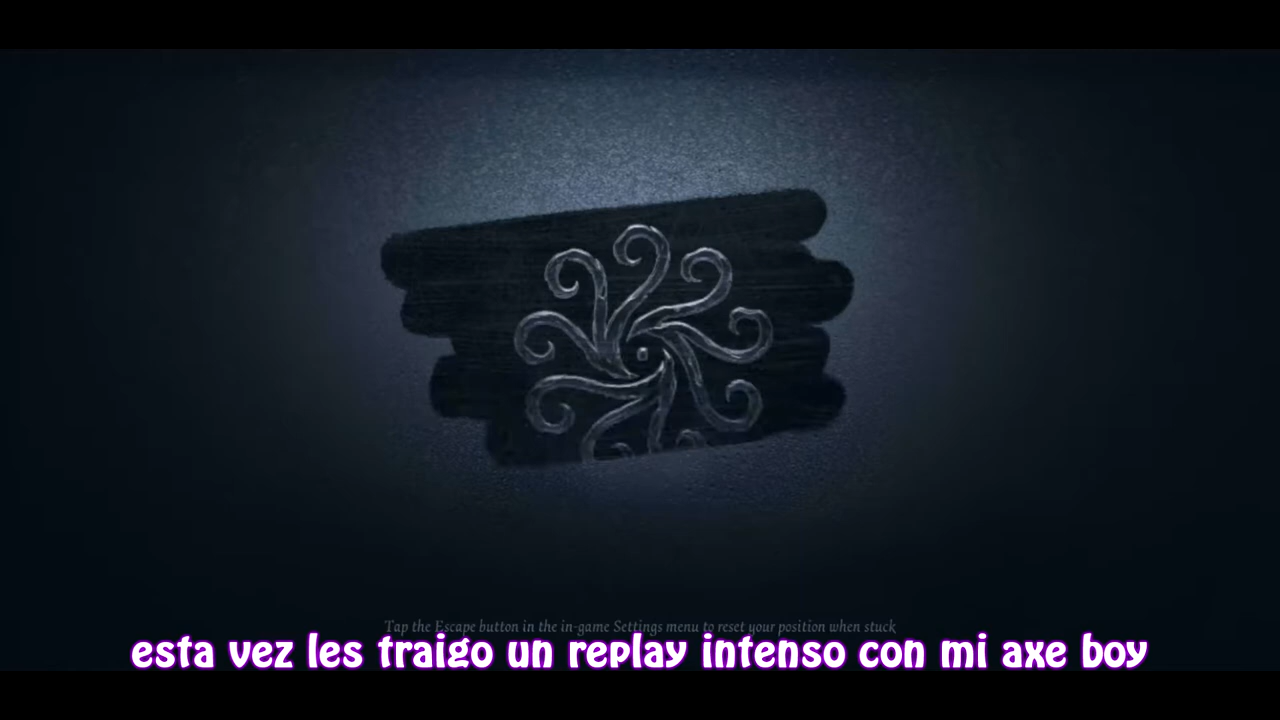 Tap the Escape button in the in-game Settings menu to reset your position when stuck
esta vez les traigo un replay intenso con mi axe boy